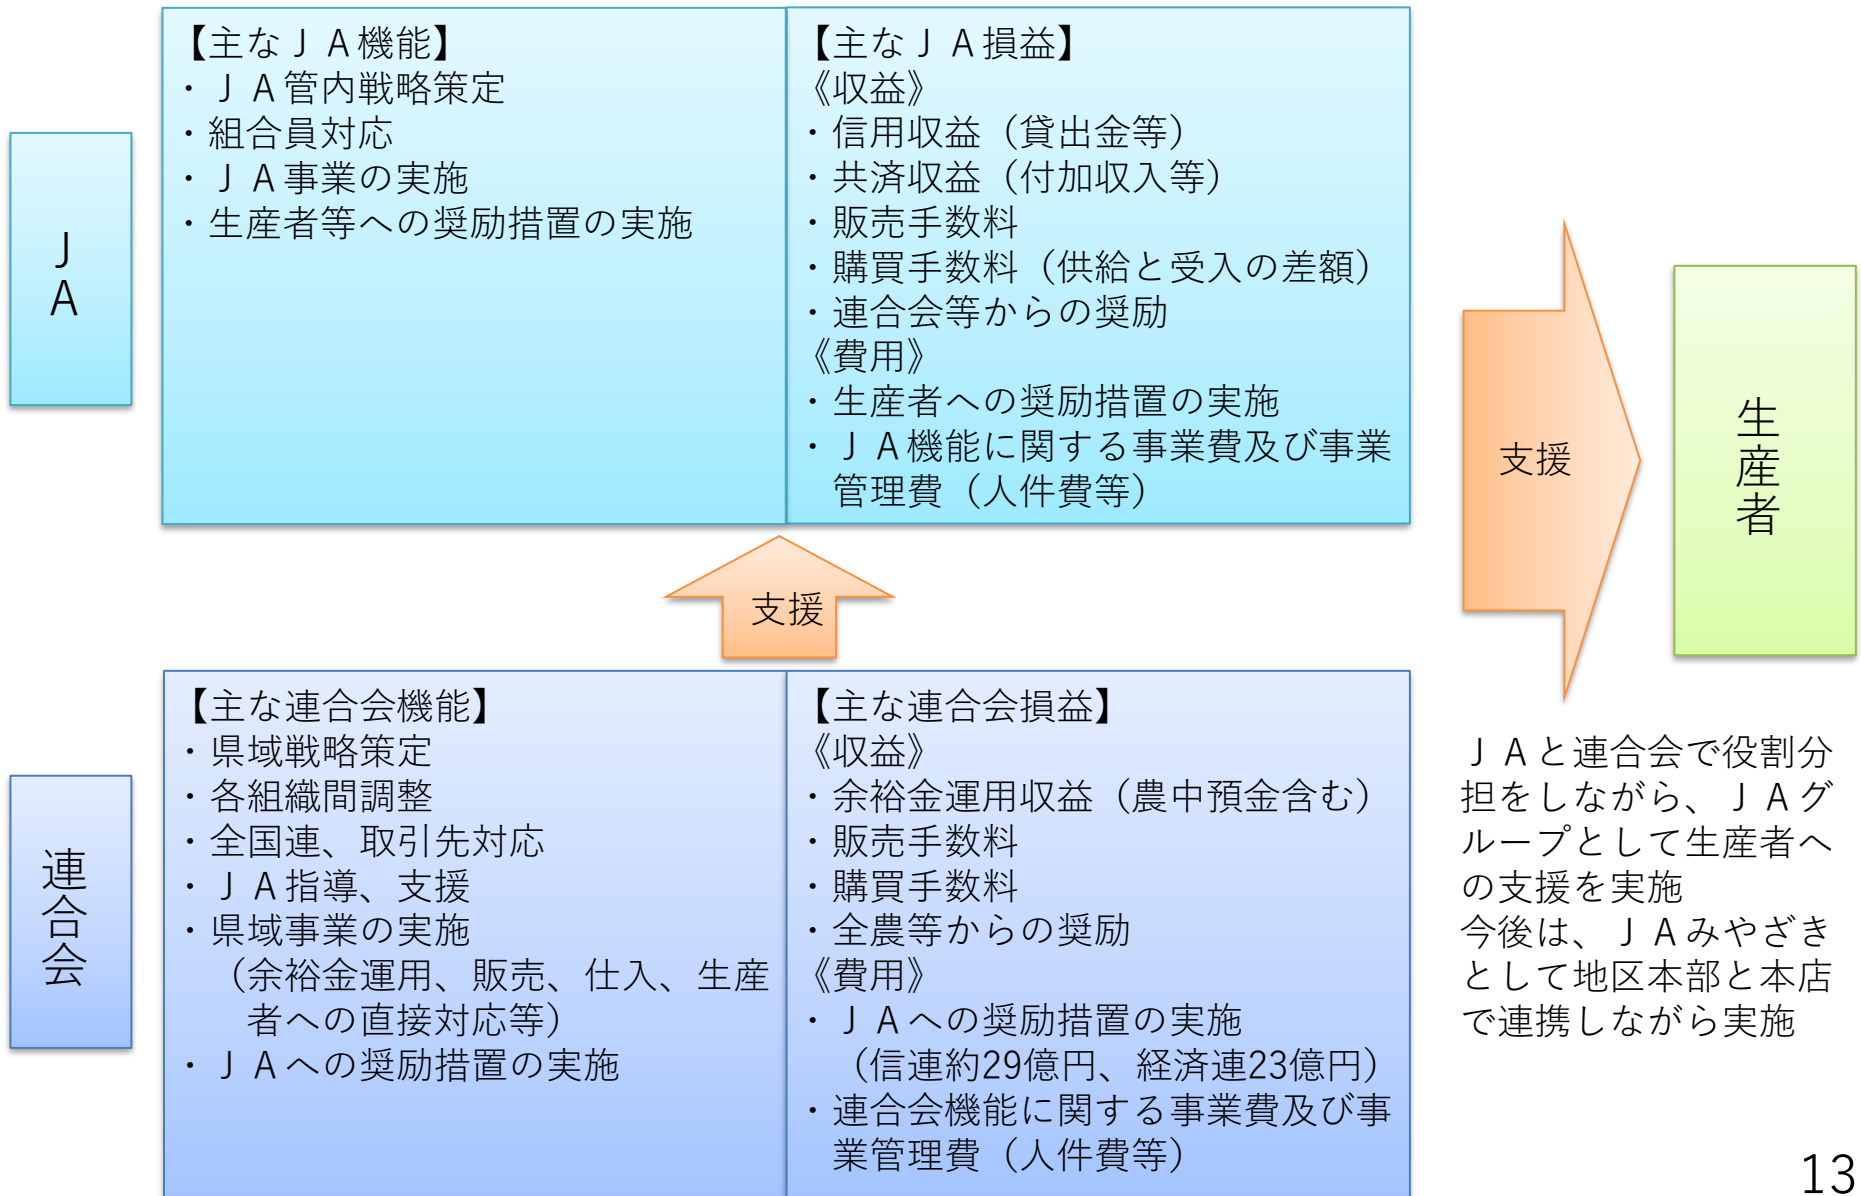 ＪＡ
【主なＪＡ機能】
・ＪＡ管内戦略策定
・組合員対応
・ＪＡ事業の実施
・生産者等への奨励措置の実施
【主なＪＡ損益】
《収益》
・信用収益（貸出金等）
・共済収益（付加収入等）
・販売手数料
・購買手数料（供給と受入の差額）
・連合会等からの奨励
《費用》
・生産者への奨励措置の実施
・ＪＡ機能に関する事業費及び事業
管理費（人件費等）
支援
生産者
支援
連合会
【主な連合会機能】
・県域戦略策定
・各組織間調整
・全国連、取引先対応
・ＪＡ指導、支援
・県域事業の実施
（余裕金運用、販売、仕入、生産
者への直接対応等）
・ＪＡへの奨励措置の実施
【主な連合会損益】
《収益》
・余裕金運用収益（農中預金含む）
・販売手数料
・購買手数料
・全農等からの奨励
《費用》
・ＪＡへの奨励措置の実施
（信連約29億円、経済連23億円）
・連合会機能に関する事業費及び事
業管理費（人件費等）
ＪＡと連合会で役割分
担をしながら、ＪＡグ
ループとして生産者へ
の支援を実施
今後は、ＪＡみやざき
として地区本部と本店
で連携しながら実施
13